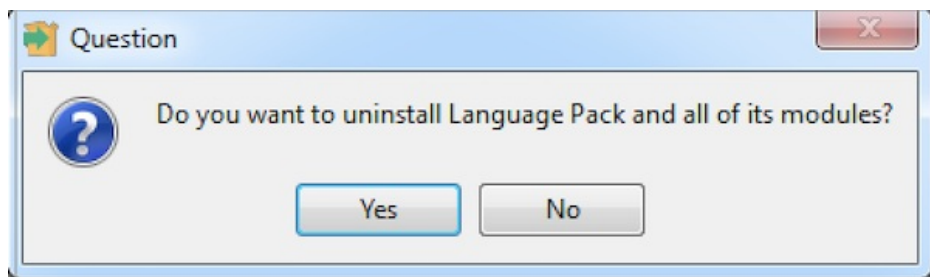 Question
Do you want to uninstall Language Pack and all of its modules?
Yes
No